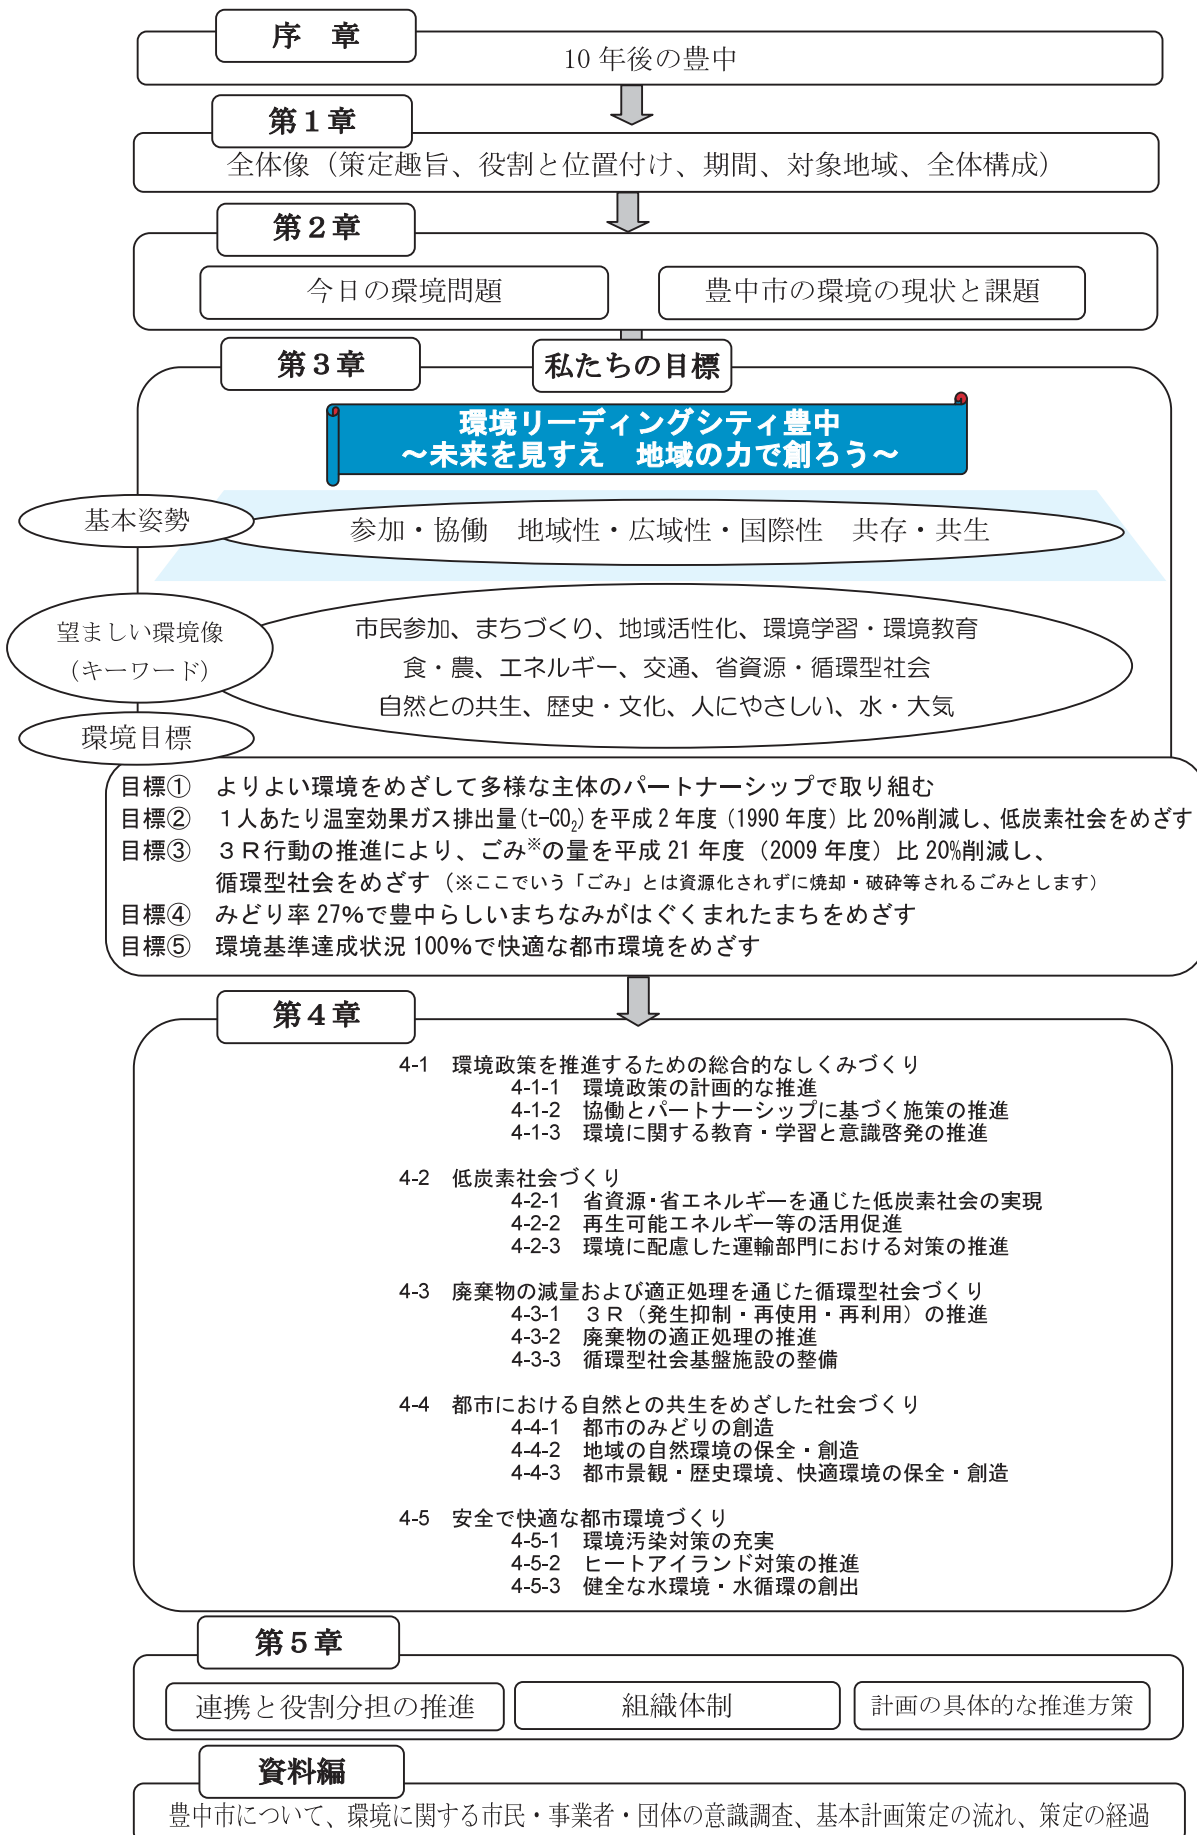 序　章
10 年後の豊中
第１章
全体像（策定趣旨、役割と位置付け、期間、対象地域、全体構成）
第２章
今日の環境問題
豊中市の環境の現状と課題
第３章
私たちの目標
環境リーディングシティ豊中
～未来を見すえ　地域の力で創ろう～
基本姿勢
参加・協働　地域性・広域性・国際性　共存・共生
望ましい環境像
（キーワード）
市民参加、まちづくり、地域活性化、環境学習・環境教育
食・農、エネルギー、交通、省資源・循環型社会
自然との共生、歴史・文化、人にやさしい、水・大気
環境目標
目標①　よりよい環境をめざして多様な主体のパートナーシップで取り組む
目標②　１人あたり温室効果ガス排出量(t-CO₂)を平成２年度（1990 年度）比 20%削減し、低炭素社会をめざす
目標③　３Ｒ行動の推進により、ごみ※の量を平成 21 年度（2009 年度）比 20%削減し、
循環型社会をめざす（※ここでいう「ごみ」とは資源化されずに焼却・破砕等されるごみとします）
目標④　みどり率 27%で豊中らしいまちなみがはぐくまれたまちをめざす
目標⑤　環境基準達成状況 100%で快適な都市環境をめざす
第４章
4-1　環境政策を推進するための総合的なしくみづくり
4-1-1　環境政策の計画的な推進
4-1-2　協働とパートナーシップに基づく施策の推進
4-1-3　環境に関する教育・学習と意識啓発の推進
4-2　低炭素社会づくり
4-2-1　省資源・省エネルギーを通じた低炭素社会の実現
4-2-2　再生可能エネルギー等の活用促進
4-2-3　環境に配慮した運輸部門における対策の推進
4-3　廃棄物の減量および適正処理を通じた循環型社会づくり
4-3-1　３Ｒ（発生抑制・再使用・再利用）の推進
4-3-2　廃棄物の適正処理の推進
4-3-3　循環型社会基盤施設の整備
4-4　都市における自然との共生をめざした社会づくり
4-4-1　都市のみどりの創造
4-4-2　地域の自然環境の保全・創造
4-4-3　都市景観・歴史環境、快適環境の保全・創造
4-5　安全で快適な都市環境づくり
4-5-1　環境汚染対策の充実
4-5-2　ヒートアイランド対策の推進
4-5-3　健全な水環境・水循環の創出
第５章
連携と役割分担の推進
組織体制
計画の具体的な推進方策
資料編
豊中市について、環境に関する市民・事業者・団体の意識調査、基本計画策定の流れ、策定の経過